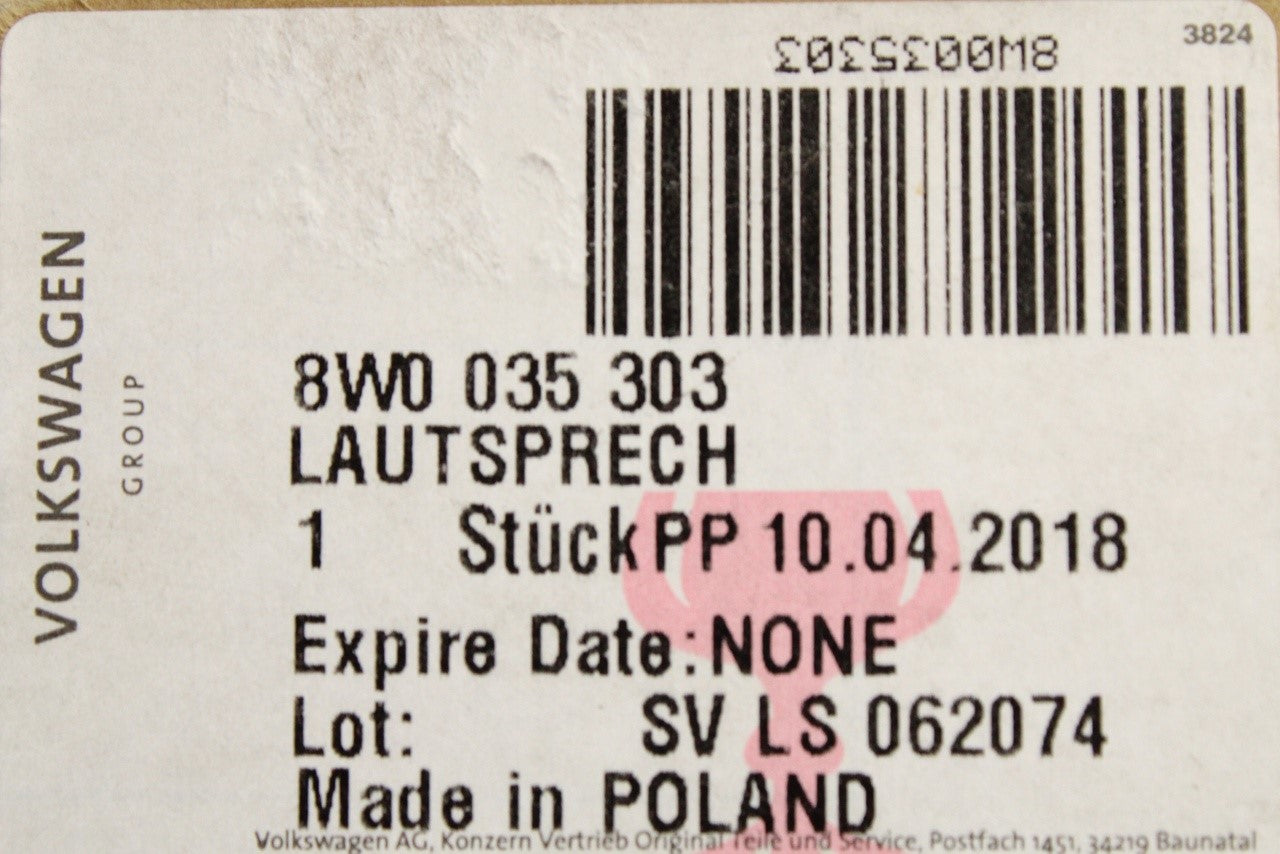 3824
8W0035303
VOLKSWAGEN
GROUP
8W0 035 303
LAUTSPRECH
1 Stück PP 10.04.2018
Expire Date:NONE
Lot: SV LS 062074
Made in POLAND
Volkswagen AG, Konzern Vertrieb Original Teile und Service, Postfach 1451, 34219 Baunatal